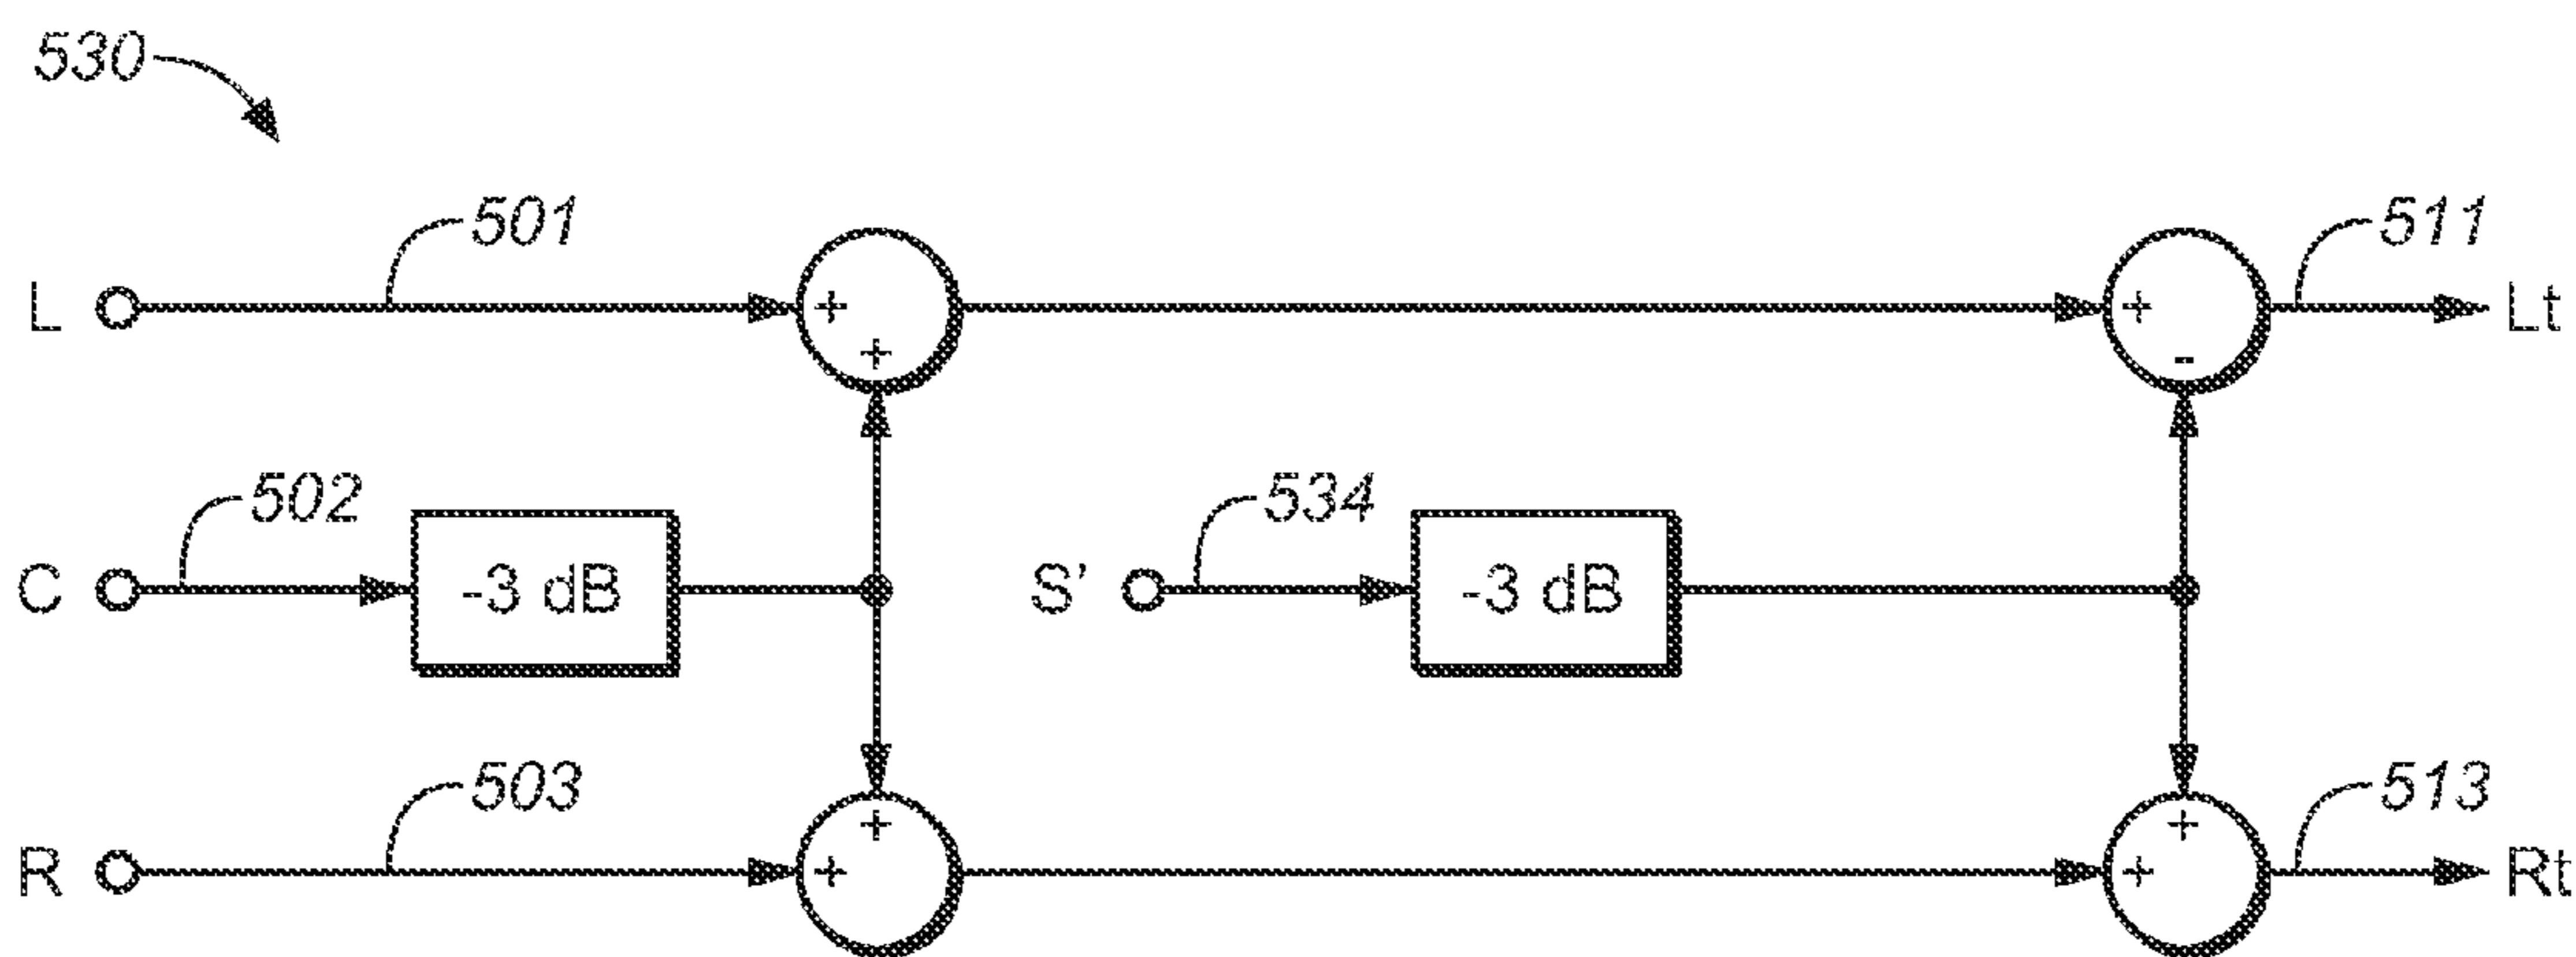 530
501
511
L
+
+
+
-
Lt
502
534
C
-3 dB
S’
-3 dB
503
513
R
+
+
+
+
Rt